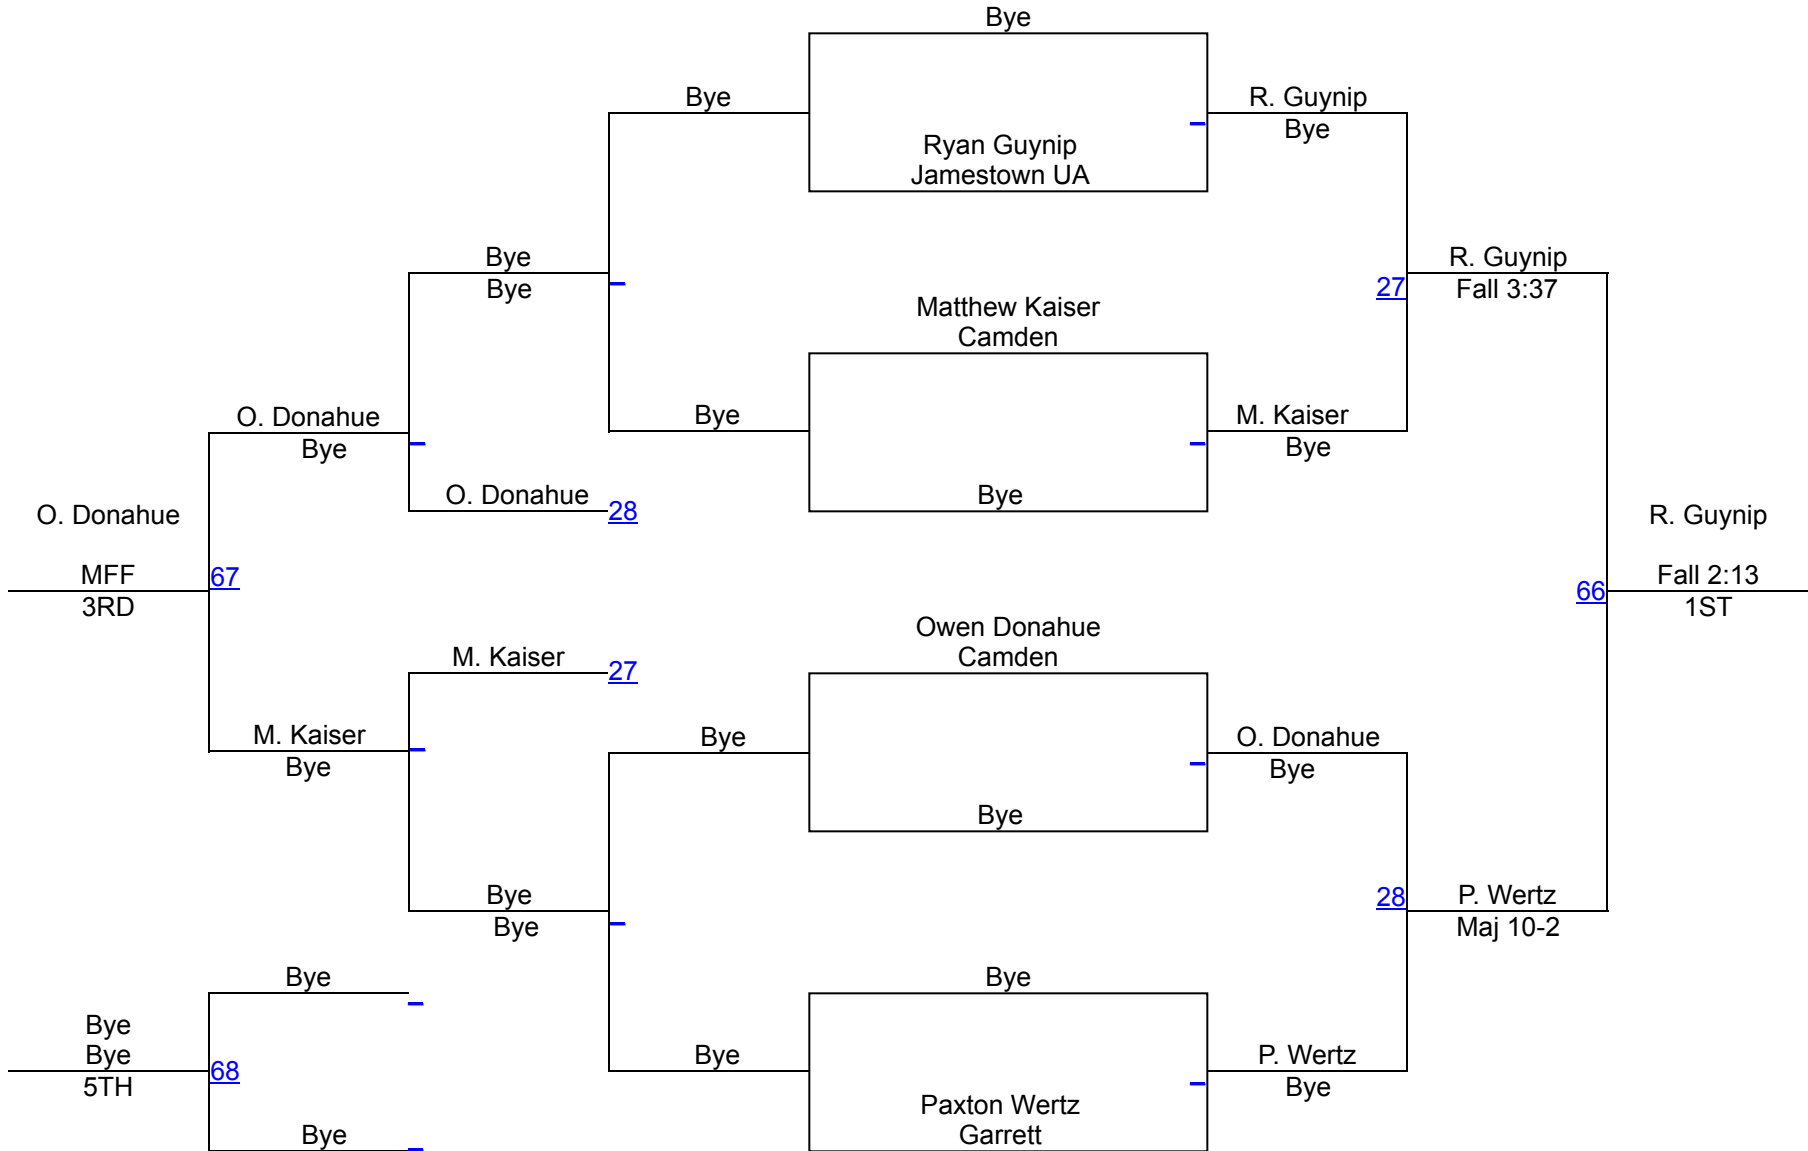 Bye
Bye
R. Guynip
Bye
Ryan Guynip
Jamestown UA
Bye
Bye
R. Guynip
27
Fall 3:37
Matthew Kaiser
Camden
O. Donahue
Bye
Bye
M. Kaiser
Bye
O. Donahue
28
Bye
O. Donahue
R. Guynip
MFF
67
3RD
Fall 2:13
66
1ST
Owen Donahue
Camden
M. Kaiser
27
M. Kaiser
Bye
Bye
O. Donahue
Bye
Bye
Bye
Bye
28
P. Wertz
Maj 10-2
Bye
Bye
Bye
Bye
68
5TH
Bye
P. Wertz
Bye
Paxton Wertz
Garrett
Bye